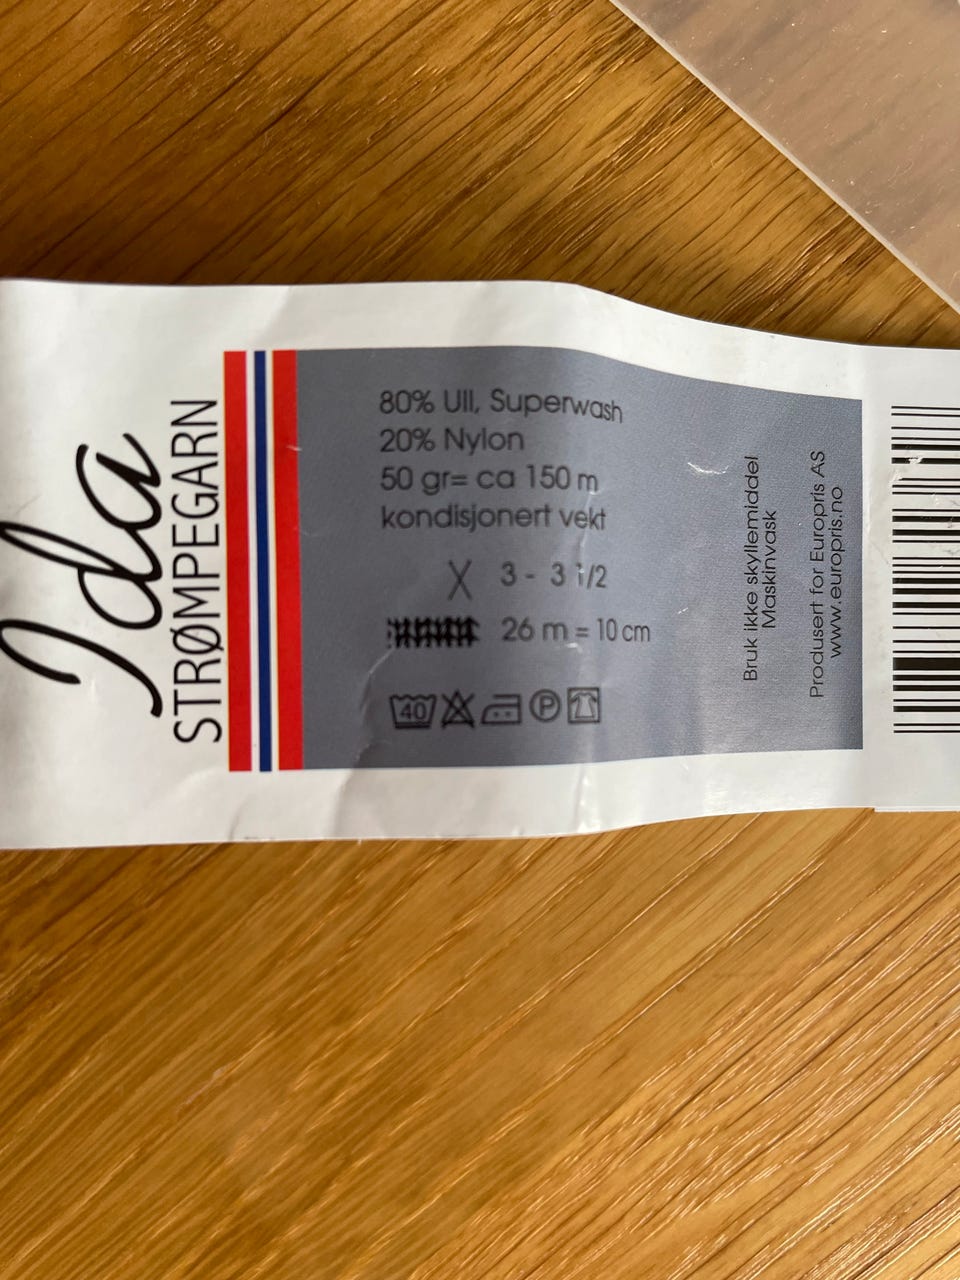 Ida
STRØMPEGARN
80% Ull, Superwash
20% Nylon
50 gr= ca 150 m
kondisjonert vekt
3 - 3 1/2
26 m = 10 cm
40
P
Bruk ikke skyllemiddel
Maskinvask
Produsert for Europris AS
www.europris.no